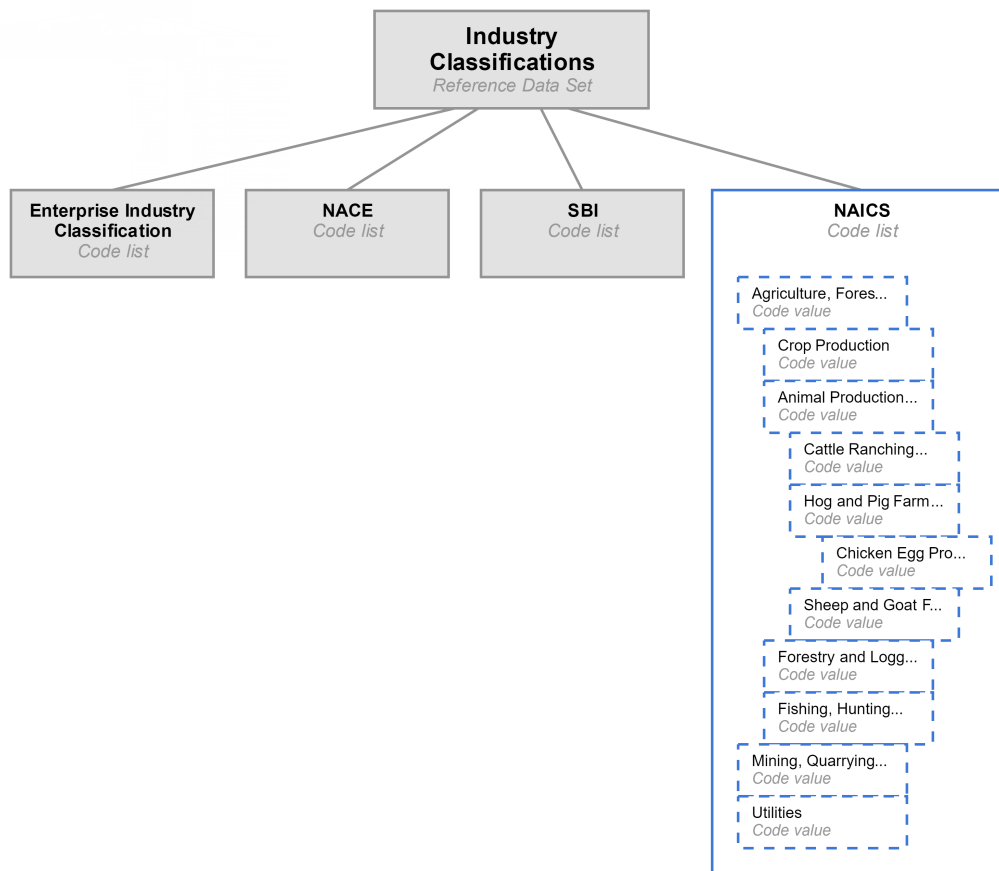 Industry
Classifications
Reference Data Set
Enterprise Industry
Classification
Code list
NACE
Code list
SBI
Code list
NAICS
Code list
Agriculture, Fores...
Code value
Crop Production
Code value
Animal Production...
Code value
Cattle Ranching...
Code value
Hog and Pig Farm...
Code value
Chicken Egg Pro...
Code value
Sheep and Goat F...
Code value
Forestry and Logg...
Code value
Fishing, Hunting...
Code value
Mining, Quarrying...
Code value
Utilities
Code value